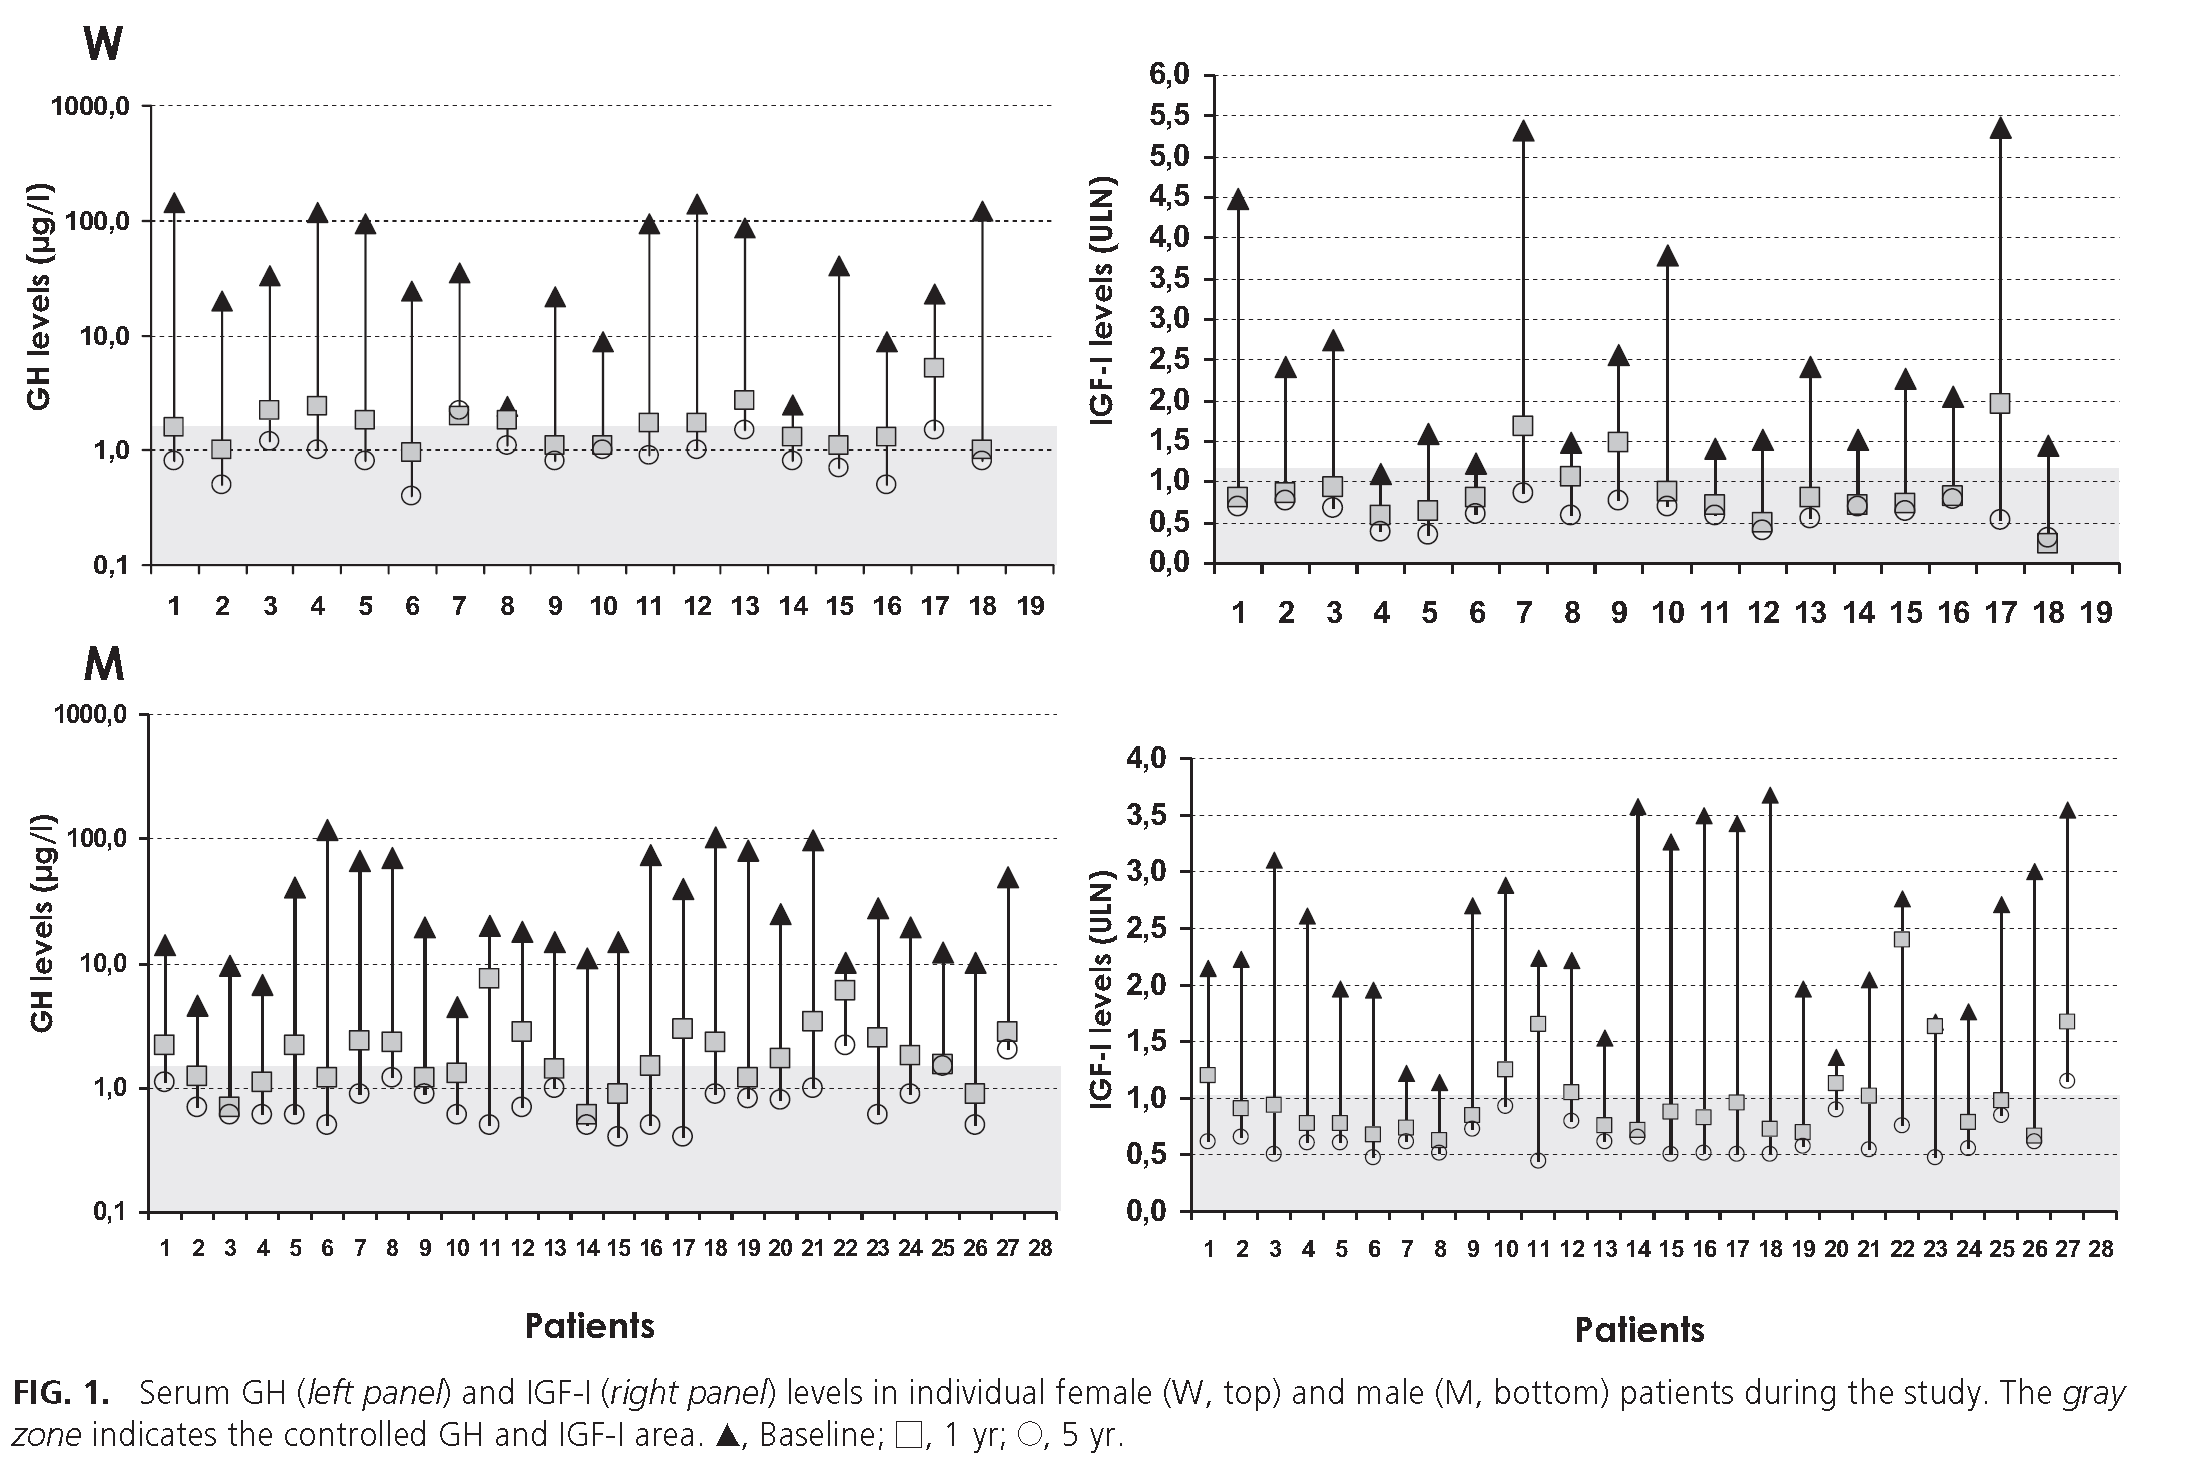 W
1000,0
100,0
10,0
1,0
0,1
GH levels (µg/l)
1 2 3 4 5 6 7 8 9 10 11 12 13 14 15 16 17 18 19
6,0
5,5
5,0
4,5
4,0
3,5
3,0
2,5
2,0
1,5
1,0
0,5
0,0
IGF-I levels (ULN)
1 2 3 4 5 6 7 8 9 10 11 12 13 14 15 16 17 18 19
M
1000,0
100,0
10,0
1,0
0,1
GH levels (µg/l)
1 2 3 4 5 6 7 8 9 10 11 12 13 14 15 16 17 18 19 20 21 22 23 24 25 26 27 28
Patients
4,0
3,5
3,0
2,5
2,0
1,5
1,0
0,5
0,0
IGF-I levels (ULN)
1 2 3 4 5 6 7 8 9 10 11 12 13 14 15 16 17 18 19 20 21 22 23 24 25 26 27 28
Patients
FIG. 1. Serum GH (left panel) and IGF-I (right panel) levels in individual female (W, top) and male (M, bottom) patients during the study. The gray
zone indicates the controlled GH and IGF-I area. ▲, Baseline; □, 1 yr; ○, 5 yr.